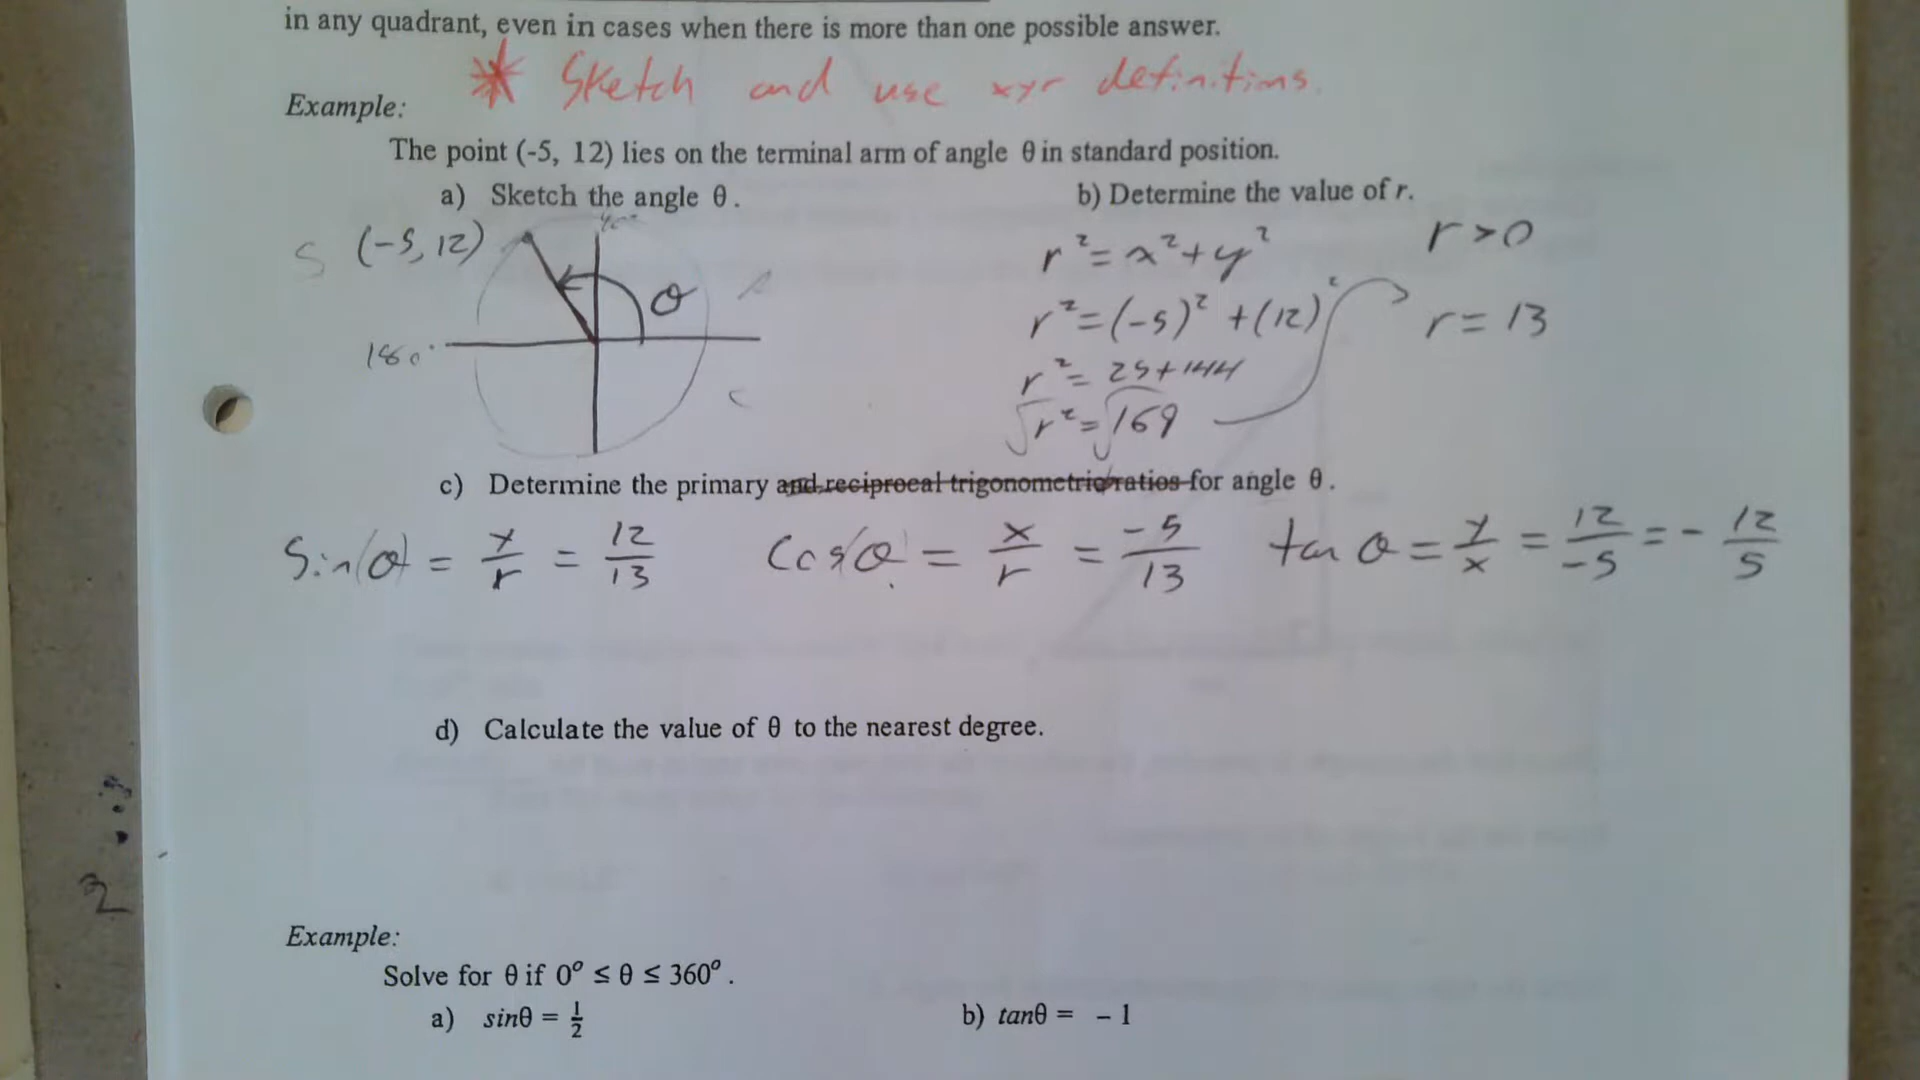 in any quadrant, even in cases when there is more than one possible answer.
* Sketch and use xyr definitions.
Example:
The point (-5, 12) lies on the terminal arm of angle θ in standard position.
a) Sketch the angle θ.
b) Determine the value of r.
S (-5, 12)
θ
180°
C
r² = x² + y²
r > 0
r² = (-5)² + (12)²
r = 13
r² = 25 + 144
√r² = √169
c) Determine the primary and reciprocal trigonometric ratios for angle θ.
Sin(θ) = y/r = 12/13
Cos(θ) = x/r = -5/13
tan θ = y/x = 12/-5 = - 12/5
d) Calculate the value of θ to the nearest degree.
2
Example:
Solve for θ if 0° ≤ θ ≤ 360°.
a) sinθ = 1/2
b) tanθ = - 1